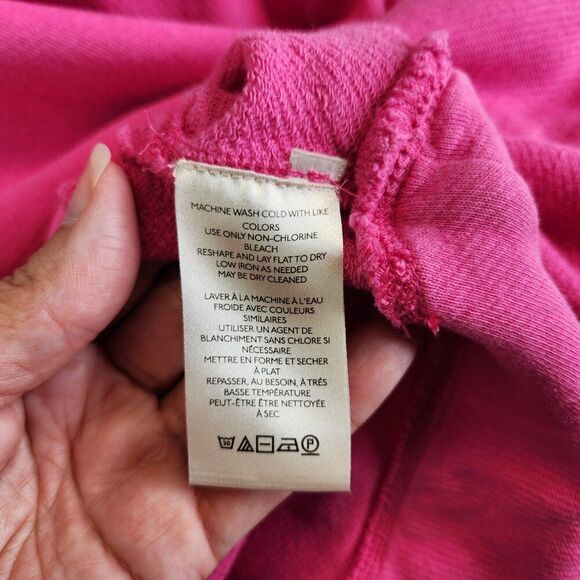 MACHINE WASH COLD WITH LIKE
COLORS
USE ONLY NON-CHLORINE
BLEACH
RESHAPE AND LAY FLAT TO DRY
LOW IRON AS NEEDED
MAY BE DRY CLEANED
LAVER À LA MACHINE À L'EAU
FROIDE AVEC COULEURS
SIMILAIRES
UTILISER UN AGENT DE
BLANCHIMENT SANS CHLORE SI
NÉCESSAIRE
METTRE EN FORME ET SÉCHER
À PLAT
REPASSER, AU BESOIN, À TRÈS
BASSE TEMPÉRATURE
PEUT-ÊTRE ÊTRE NETTOYÉE
À SEC
30 P